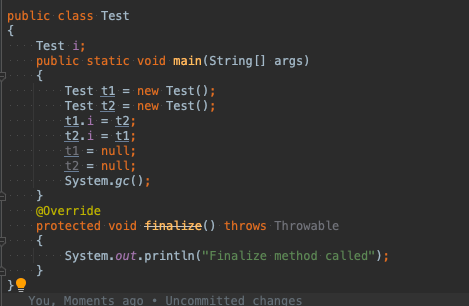 public class Test
{
    Test i;
    public static void main(String[] args)
    {
        Test t1 = new Test();
        Test t2 = new Test();
        t1.i = t2;
        t2.i = t1;
        t1 = null;
        t2 = null;
        System.gc();
    }
    @Override
    protected void finalize() throws Throwable
    {
        System.out.println("Finalize method called");
    }
}
You, Moments ago • Uncommitted changes